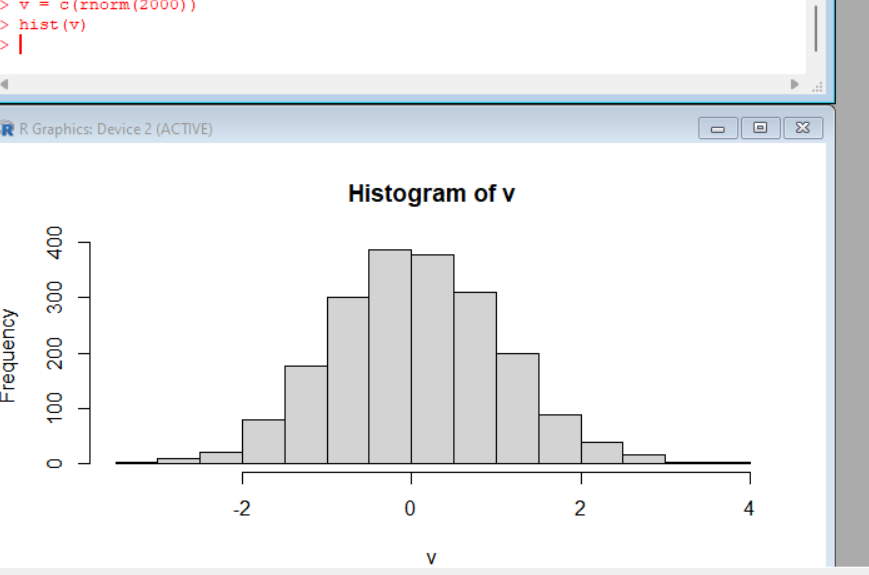 > v = c(rnorm(2000))
> hist(v)
>
R R Graphics: Device 2 (ACTIVE)
Histogram of v
Frequency
400
300
200
100
0
-2 0 2 4
v